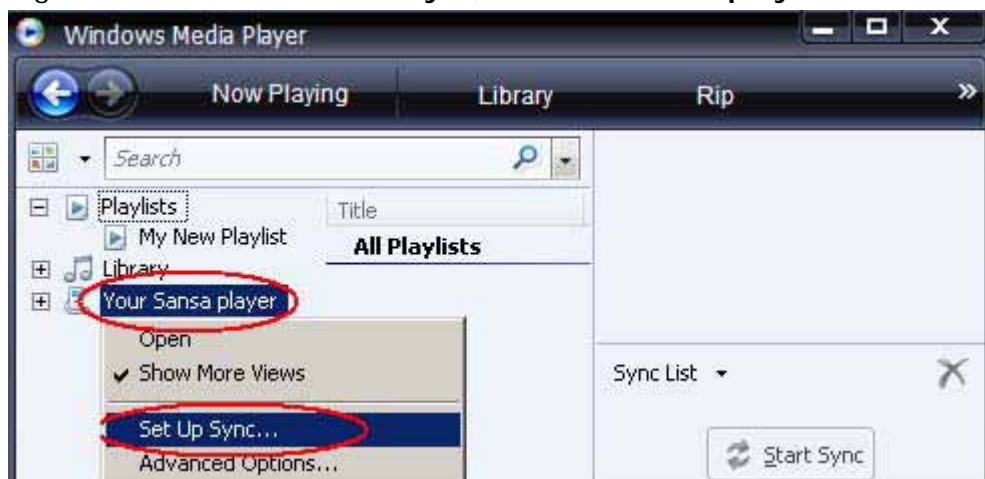 Windows Media Player
Now Playing Library Rip »
Search
Playlists Title
My New Playlist All Playlists
Library
Your Sansa player
Open
Show More Views
Sync List
Set Up Sync...
Advanced Options...
Start Sync